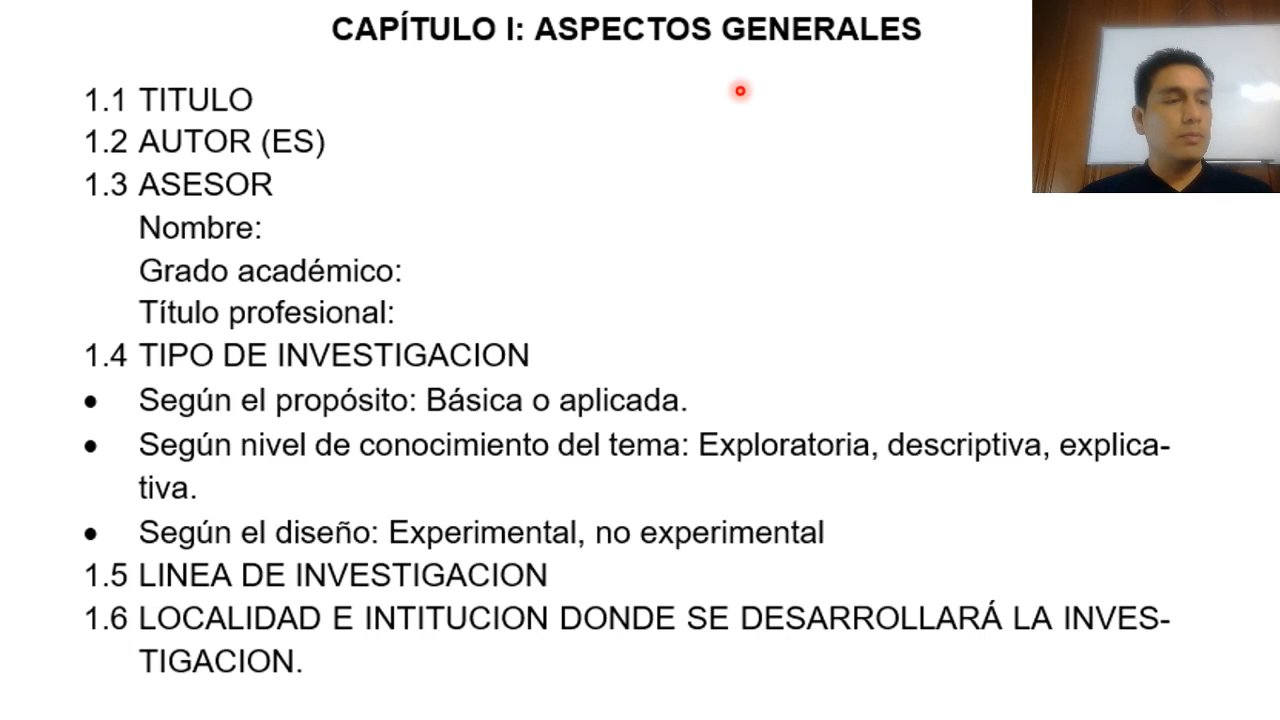 CAPÍTULO I: ASPECTOS GENERALES
1.1 TITULO
1.2 AUTOR (ES)
1.3 ASESOR
Nombre:
Grado académico:
Título profesional:
1.4 TIPO DE INVESTIGACION
• Según el propósito: Básica o aplicada.
• Según nivel de conocimiento del tema: Exploratoria, descriptiva, explica-
tiva.
• Según el diseño: Experimental, no experimental
1.5 LINEA DE INVESTIGACION
1.6 LOCALIDAD E INTITUCION DONDE SE DESARROLLARÁ LA INVES-
TIGACION.